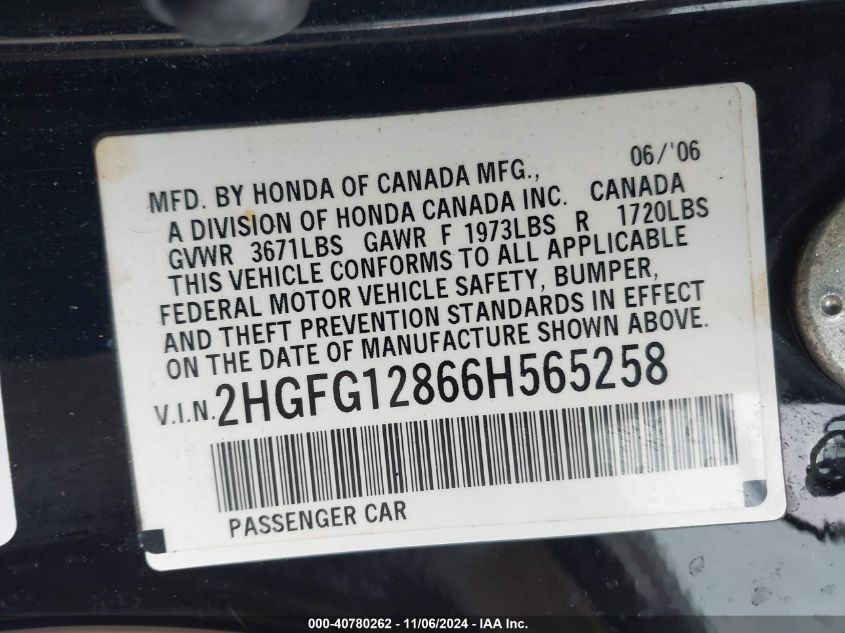 06/'06
MFD. BY HONDA OF CANADA MFG.,
A DIVISION OF HONDA CANADA INC. CANADA
GVWR 3671LBS GAWR F 1973LBS R 1720LBS
THIS VEHICLE CONFORMS TO ALL APPLICABLE
FEDERAL MOTOR VEHICLE SAFETY, BUMPER,
AND THEFT PREVENTION STANDARDS IN EFFECT
ON THE DATE OF MANUFACTURE SHOWN ABOVE.
V.I.N. 2HGFG12866H565258
PASSENGER CAR
000-40780262 - 11/06/2024 - IAA Inc.